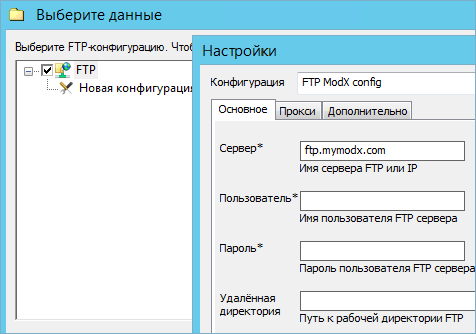 Выберите данные
Выберите FTP-конфигурацию. Чтоб
FTP
Новая конфигурация
Настройки
Конфигурация
FTP ModX config
Основное
Прокси
Дополнительно
Сервер*
ftp.mymodx.com
Имя сервера FTP или IP
Пользователь*
Имя пользователя FTP сервера
Пароль*
Пароль пользователя FTP сервера
Удалённая
директория
Путь к рабочей директории FTP